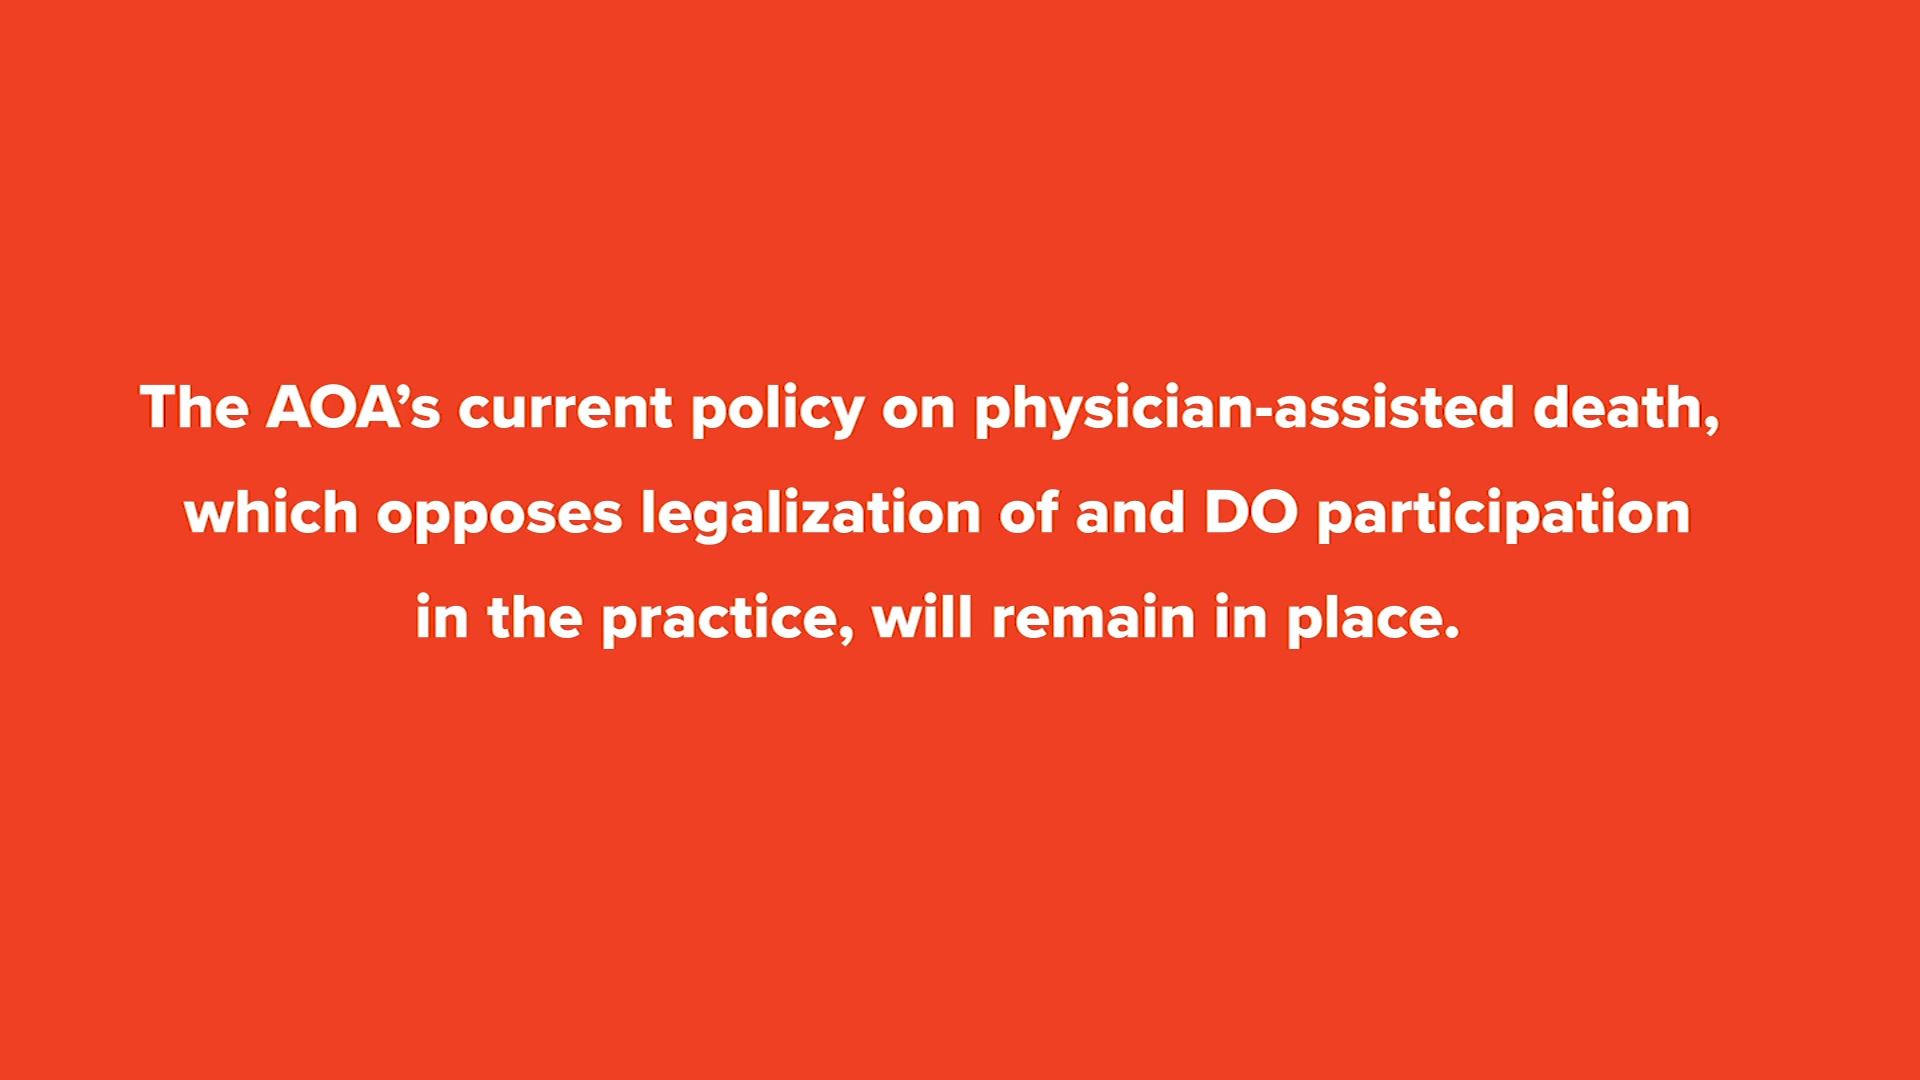 The AOA’s current policy on physician-assisted death,
which opposes legalization of and DO participation
in the practice, will remain in place.